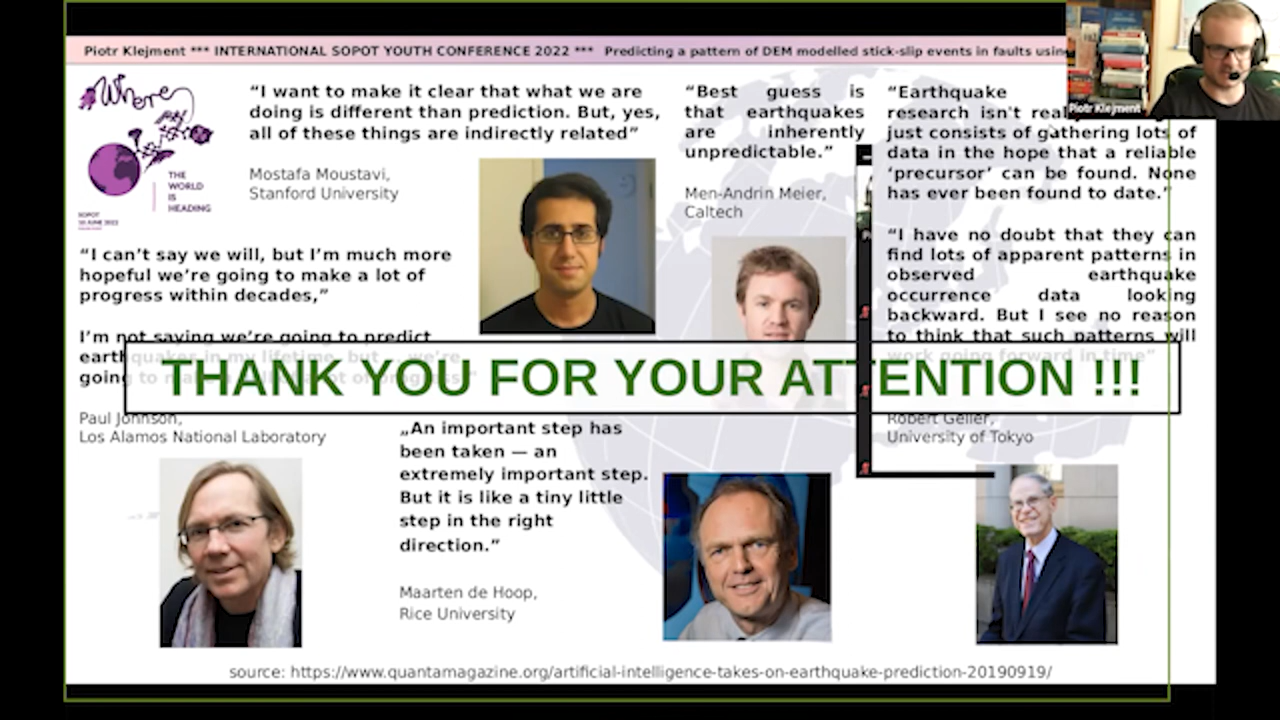 Piotr Klejment *** INTERNATIONAL SOPOT YOUTH CONFERENCE 2022 *** Predicting a pattern of DEM modelled stick-slip events in faults using
Piotr Klejment
Where
are
THE
WORLD
IS
HEADING
SOPOT
10 JUNE 2022
“I want to make it clear that what we are
doing is different than prediction. But, yes,
all of these things are indirectly related”
Mostafa Moustavi,
Stanford University
“Best guess is
that earthquakes
are inherently
unpredictable.”
Men-Andrin Meier,
Caltech
“Earthquake
research isn't
just consists of gathering lots of
data in the hope that a reliable
‘precursor’ can be found. None
has ever been found to date.”
“I have no doubt that they can
find lots of apparent patterns in
observed earthquake
occurrence data looking
backward. But I see no reason
to think that such patterns will
work going forward in time”
Robert Geller,
University of Tokyo
“I can’t say we will, but I’m much more
hopeful we’re going to make a lot of
progress within decades,”
I’m not saying we’re going to predict
earthquaker in my lifetime, but ... we’re
going to make a lot of progress.”
Paul Johnson,
Los Alamos National Laboratory
THANK YOU FOR YOUR ATTENTION !!!
„An important step has
been taken — an
extremely important step.
But it is like a tiny little
step in the right
direction.”
Maarten de Hoop,
Rice University
source: https://www.quantamagazine.org/artificial-intelligence-takes-on-earthquake-prediction-20190919/